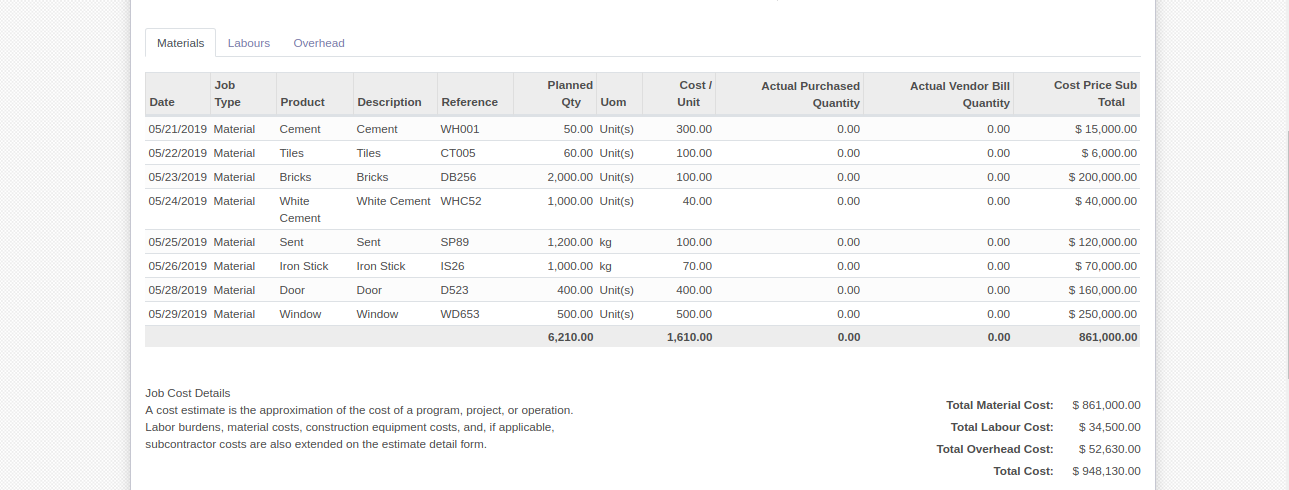 Materials Labours Overhead
Date Job Type Product Description Reference Planned Qty Uom Cost / Unit Actual Purchased Quantity Actual Vendor Bill Quantity Cost Price Sub Total
05/21/2019 Material Cement Cement WH001 50.00 Unit(s) 300.00 0.00 0.00 $ 15,000.00
05/22/2019 Material Tiles Tiles CT005 60.00 Unit(s) 100.00 0.00 0.00 $ 6,000.00
05/23/2019 Material Bricks Bricks DB256 2,000.00 Unit(s) 100.00 0.00 0.00 $ 200,000.00
05/24/2019 Material White Cement White Cement WHC52 1,000.00 Unit(s) 40.00 0.00 0.00 $ 40,000.00
05/25/2019 Material Sent Sent SP89 1,200.00 kg 100.00 0.00 0.00 $ 120,000.00
05/26/2019 Material Iron Stick Iron Stick IS26 1,000.00 kg 70.00 0.00 0.00 $ 70,000.00
05/28/2019 Material Door Door D523 400.00 Unit(s) 400.00 0.00 0.00 $ 160,000.00
05/29/2019 Material Window Window WD653 500.00 Unit(s) 500.00 0.00 0.00 $ 250,000.00
6,210.00 1,610.00 0.00 0.00 861,000.00
Job Cost Details
A cost estimate is the approximation of the cost of a program, project, or operation.
Labor burdens, material costs, construction equipment costs, and, if applicable,
subcontractor costs are also extended on the estimate detail form.
Total Material Cost: $ 861,000.00
Total Labour Cost: $ 34,500.00
Total Overhead Cost: $ 52,630.00
Total Cost: $ 948,130.00